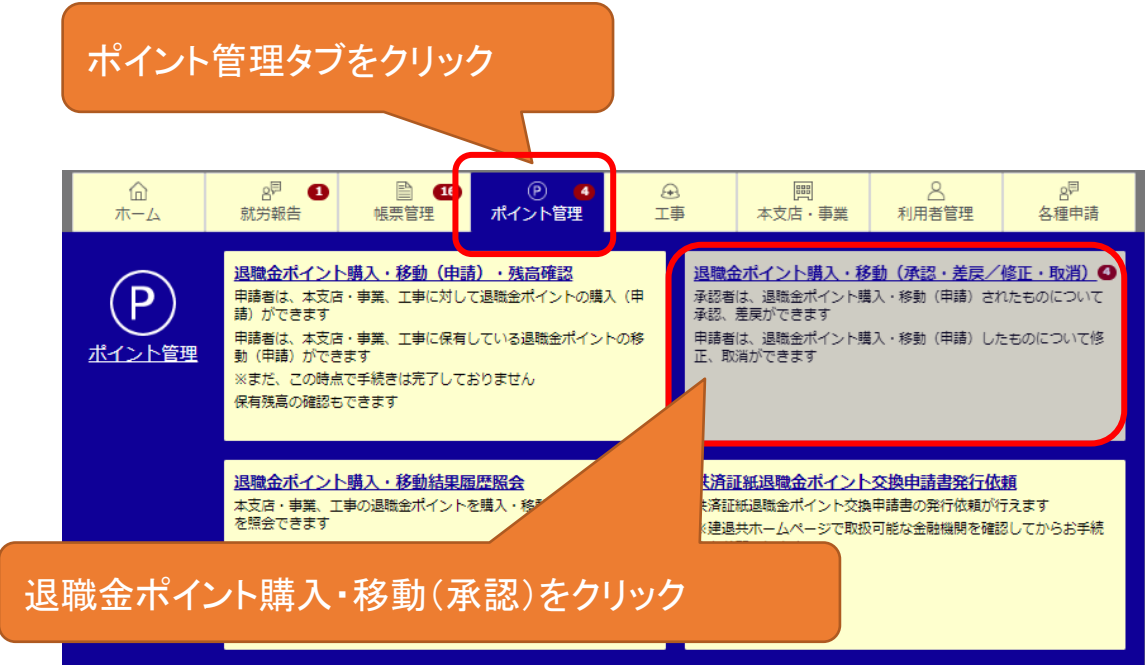 ポイント管理タブをクリック
ホーム
就労報告
1
帳票管理
16
P
ポイント管理
4
工事
本支店・事業
利用者管理
各種申請
P
ポイント管理
退職金ポイント購入・移動（申請）・残高確認
申請者は、本支店・事業、工事に対して退職金ポイントの購入（申
請）ができます
申請者は、本支店・事業、工事に保有している退職金ポイントの移
動（申請）ができます
※まだ、この時点で手続きは完了しておりません
保有残高の確認もできます
退職金ポイント購入・移動（承認・差戻／修正・取消）
4
承認者は、退職金ポイント購入・移動（申請）されたものについて
承認、差戻ができます
申請者は、退職金ポイント購入・移動（申請）したものについて修
正、取消ができます
退職金ポイント購入・移動結果履歴照会
本支店・事業、工事の退職金ポイントを購入・移
を照会できます
共済証紙退職金ポイント交換申請書発行依頼
共済証紙退職金ポイント交換申請書の発行依頼が行えます
※建退共ホームページで取扱可能な金融機関を確認してからお手続
退職金ポイント購入・移動（承認）をクリック